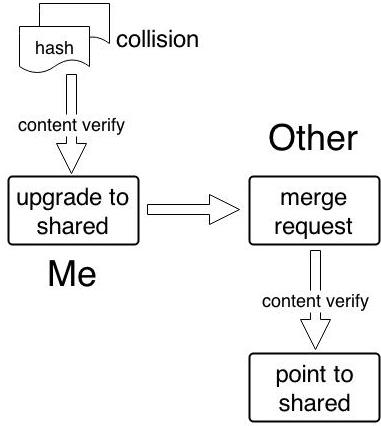 hash
collision
content verify
upgrade to
shared
Me
Other
merge
request
content verify
point to
shared